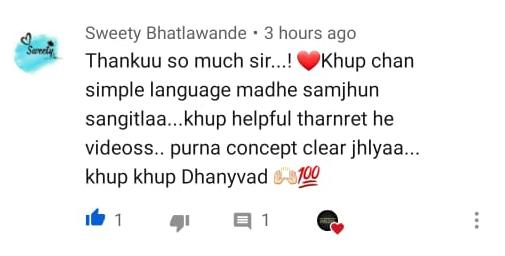 Sweety
Sweety Bhatlawande • 3 hours ago
Thankuu so much sir...! ❤️Khup chan
simple language madhe samjhun
sangitlaa...khup helpful tharnret he
videoss.. purna concept clear jhlyaa...
khup khup Dhanyvad 🙌🏻💯
1 1